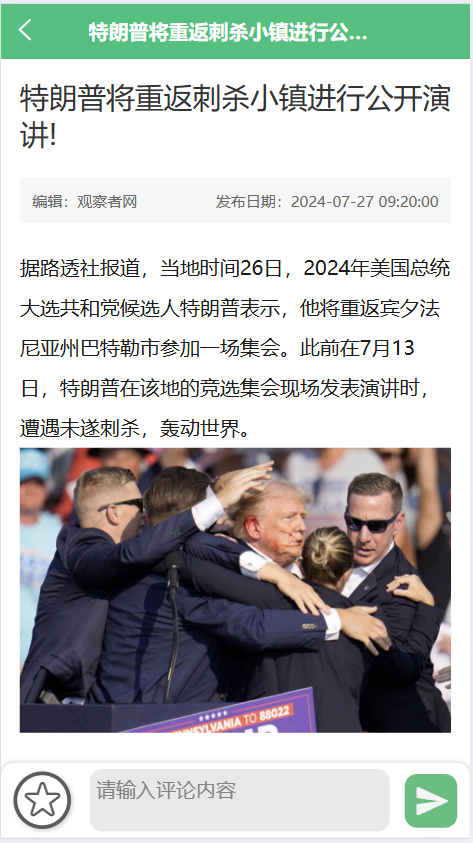 特朗普将重返刺杀小镇进行公...
特朗普将重返刺杀小镇进行公开演
讲!
编辑：观察者网 发布日期：2024-07-27 09:20:00
据路透社报道，当地时间26日，2024年美国总统
大选共和党候选人特朗普表示，他将重返宾夕法
尼亚州巴特勒市参加一场集会。此前在7月13
日，特朗普在该地的竞选集会现场发表演讲时，
遭遇未遂刺杀，轰动世界。
NNSYLVANIA TO 88022
请输入评论内容